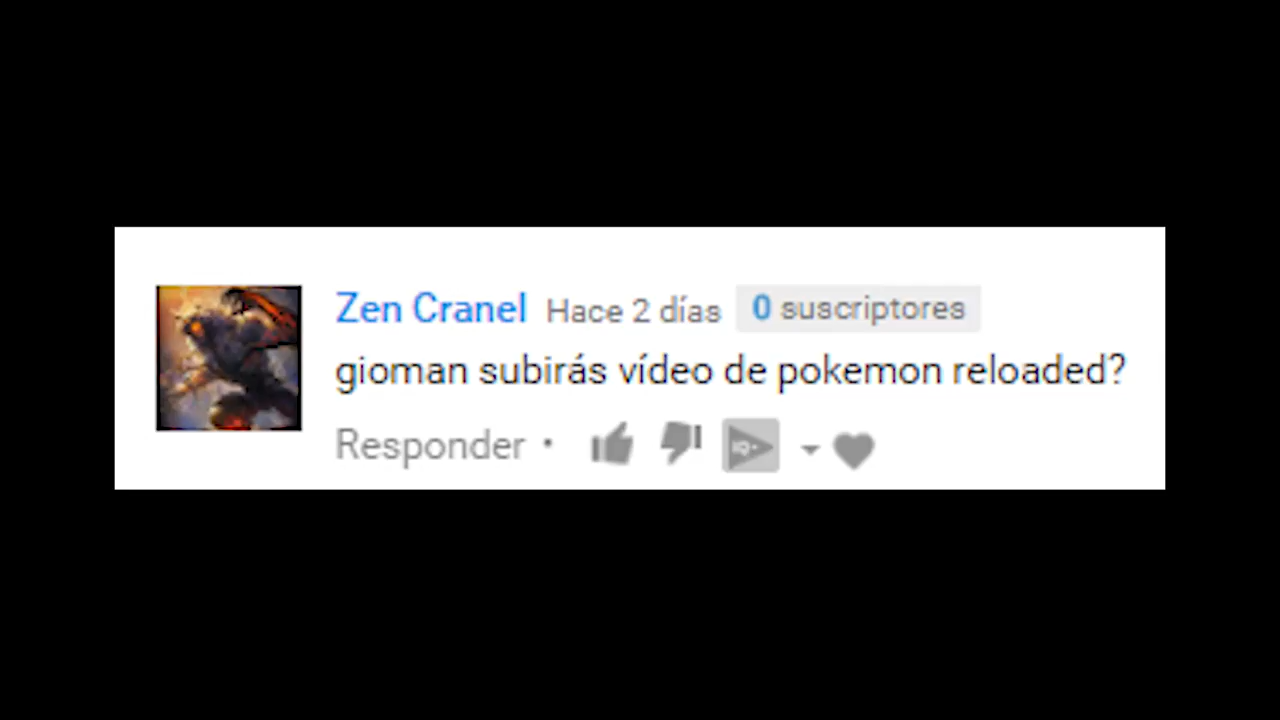 Zen Cranel Hace 2 días 0 suscriptores
gioman subirás vídeo de pokemon reloaded?
Responder •